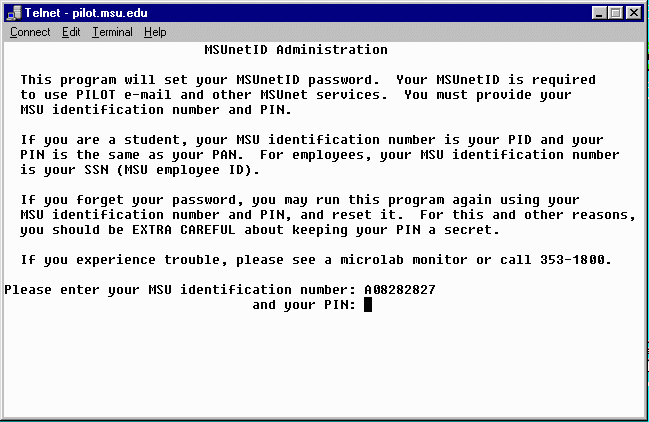 Telnet - pilot.msu.edu
Connect Edit Terminal Help
MSUnetID Administration
This program will set your MSUnetID password. Your MSUnetID is required
to use PILOT e-mail and other MSUnet services. You must provide your
MSU identification number and PIN.
If you are a student, your MSU identification number is your PID and your
PIN is the same as your PAN. For employees, your MSU identification number
is your SSN (MSU employee ID).
If you forget your password, you may run this program again using your
MSU identification number and PIN, and reset it. For this and other reasons,
you should be EXTRA CAREFUL about keeping your PIN a secret.
If you experience trouble, please see a microlab monitor or call 353-1800.
Please enter your MSU identification number: A08282827
and your PIN: